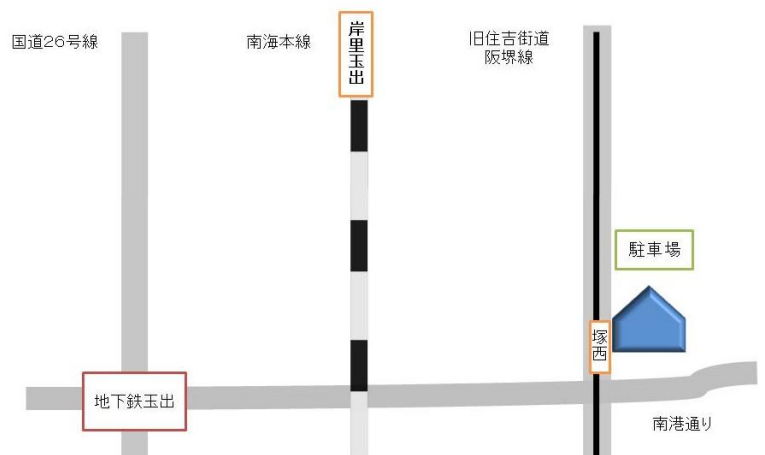 国道26号線
南海本線
岸里玉出
旧住吉街道
阪堺線
駐車場
塚西
地下鉄玉出
南港通り